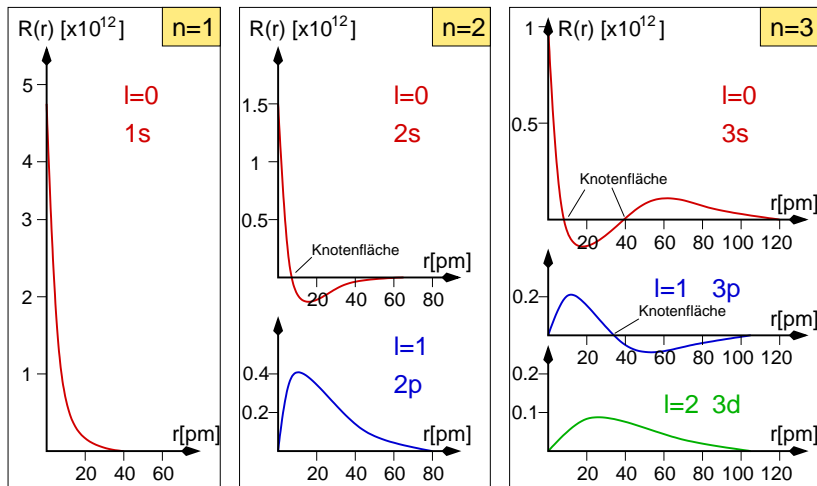 R(r) [x10¹²] n=1
5
4
3
2
1
l=0
1s
r[pm]
20 40 60
R(r) [x10¹²] n=2
1.5
1
0.5
l=0
2s
Knotenfläche
r[pm]
20 40 60 80
0.4
0.2
l=1
2p
r[pm]
20 40 60 80
R(r) [x10¹²] n=3
1
0.5
l=0
3s
Knotenfläche
r[pm]
20 40 60 80 100 120
0.2
l=1 3p
Knotenfläche
20 40 60 80 100 120
0.2
0.1
l=2 3d
20 40 60 80 100 120